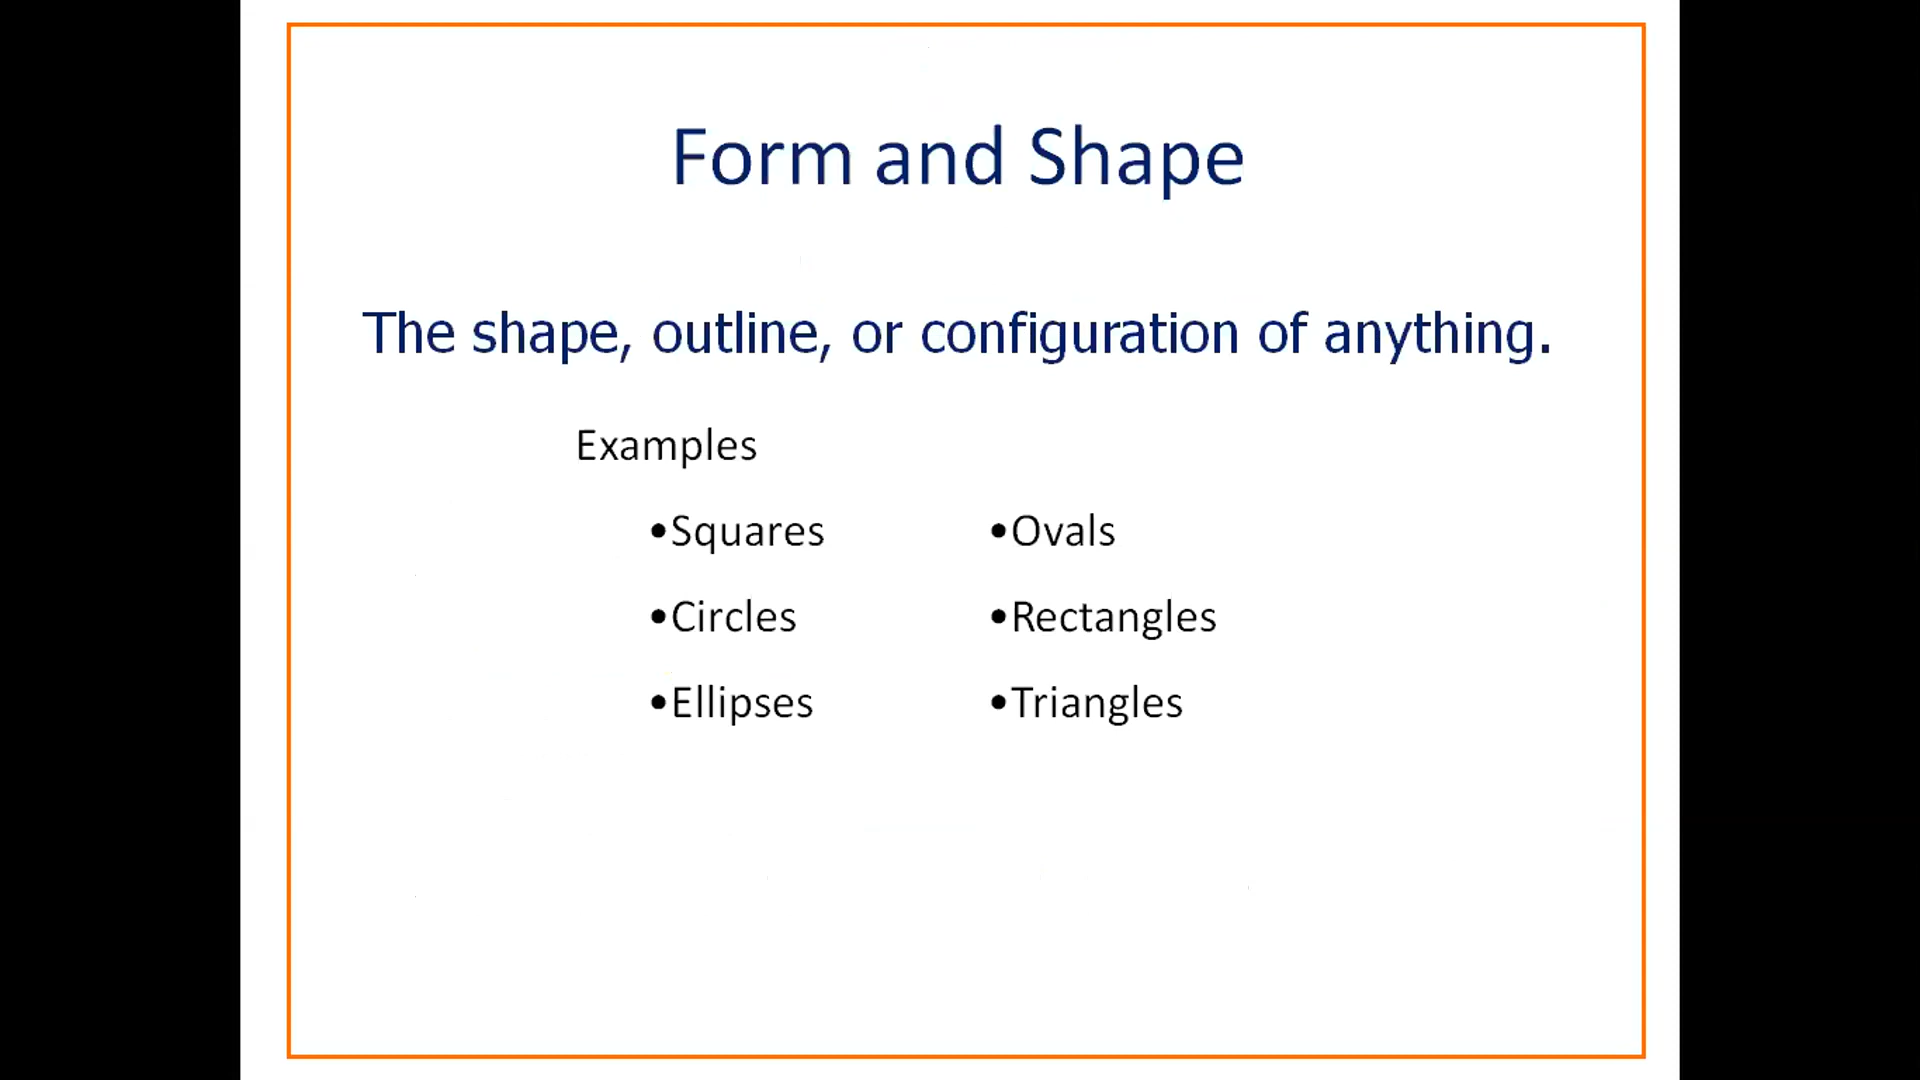 Form and Shape
The shape, outline, or configuration of anything.
Examples
•Squares
•Circles
•Ellipses
•Ovals
•Rectangles
•Triangles